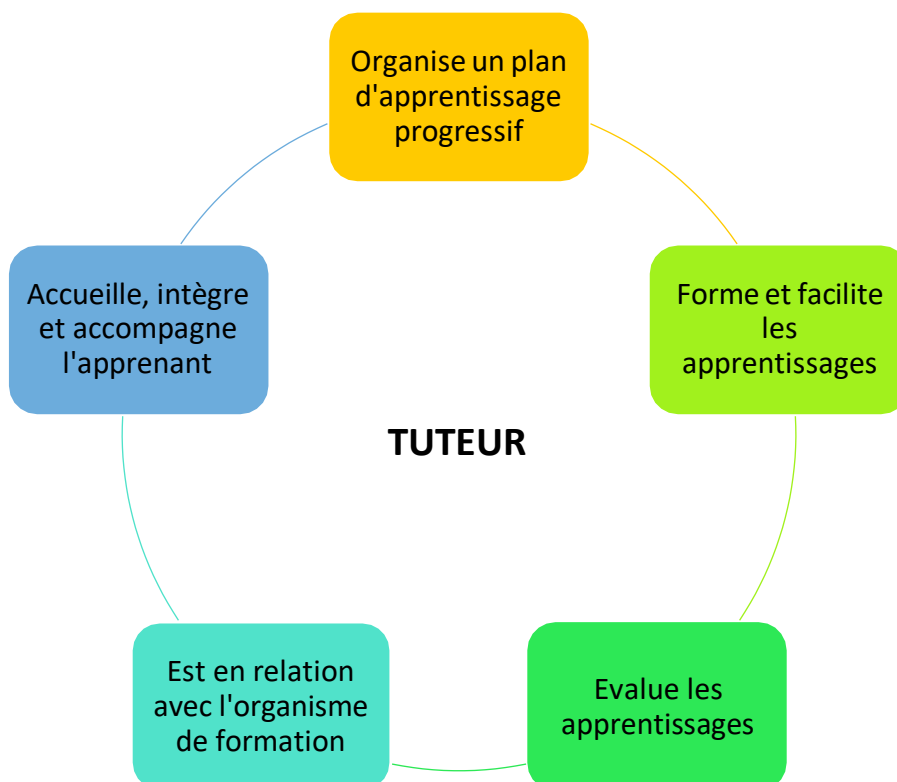 Organise un plan
d'apprentissage
progressif
Accueille, intègre
et accompagne
l'apprenant
Forme et facilite
les
apprentissages
TUTEUR
Est en relation
avec l'organisme
de formation
Evalue les
apprentissages